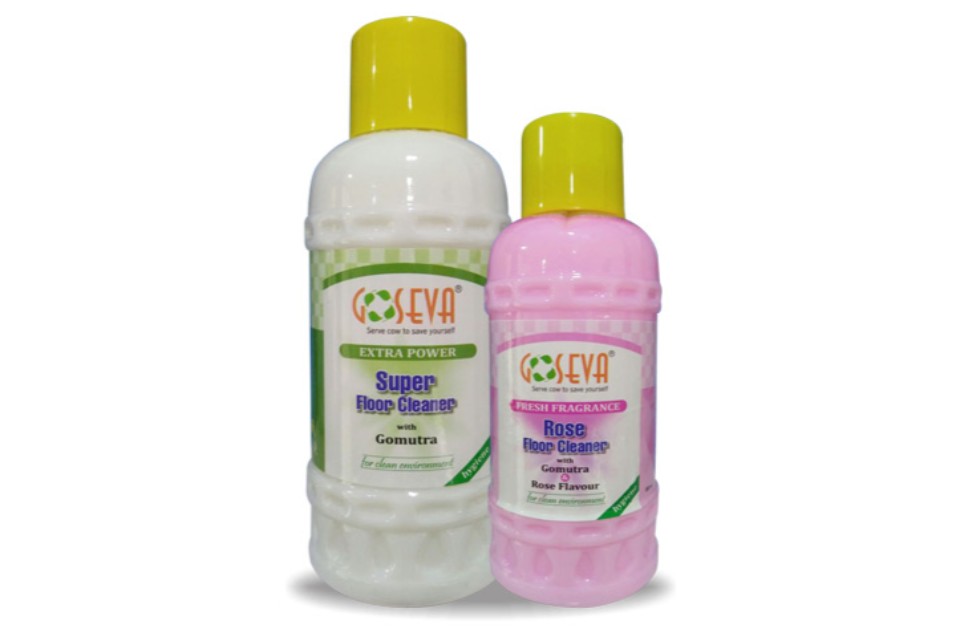 GOSEVA®
Serve cow to save yourself
EXTRA POWER
Super
Floor Cleaner
with
Gomutra
for clean environment
hygiene
GOSEVA®
Serve cow to save yourself
FRESH FRAGRANCE
Rose
Floor Cleaner
with
Gomutra
&
Rose Flavour
for clean environment
hygiene